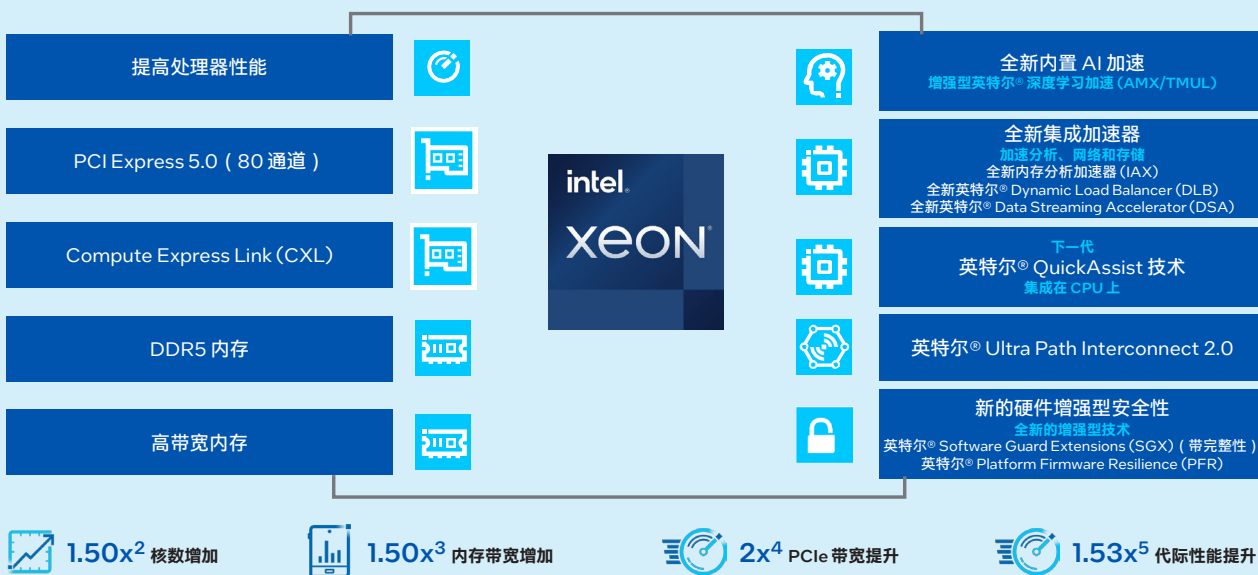 提高处理器性能
PCI Express 5.0 ( 80 通道 )
Compute Express Link (CXL)
DDR5 内存
高带宽内存
intel.
xeon
全新内置 AI 加速
增强型英特尔® 深度学习加速 (AMX/TMUL)
全新集成加速器
加速分析、网络和存储
全新内存分析加速器 (IAX)
全新英特尔® Dynamic Load Balancer (DLB)
全新英特尔® Data Streaming Accelerator (DSA)
下一代
英特尔® QuickAssist 技术
集成在 CPU 上
英特尔® Ultra Path Interconnect 2.0
新的硬件增强型安全性
全新的增强型技术
英特尔® Software Guard Extensions (SGX) ( 带完整性 )
英特尔® Platform Firmware Resilience (PFR)
1.50x² 核数增加
1.50x³ 内存带宽增加
2x⁴ PCIe 带宽提升
1.53x⁵ 代际性能提升